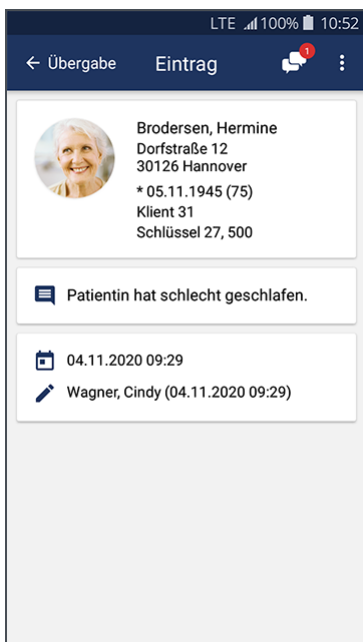 LTE 100% 10:52
← Übergabe Eintrag 1
Brodersen, Hermine
Dorfstraße 12
30126 Hannover
* 05.11.1945 (75)
Klient 31
Schlüssel 27, 500
Patientin hat schlecht geschlafen.
04.11.2020 09:29
Wagner, Cindy (04.11.2020 09:29)